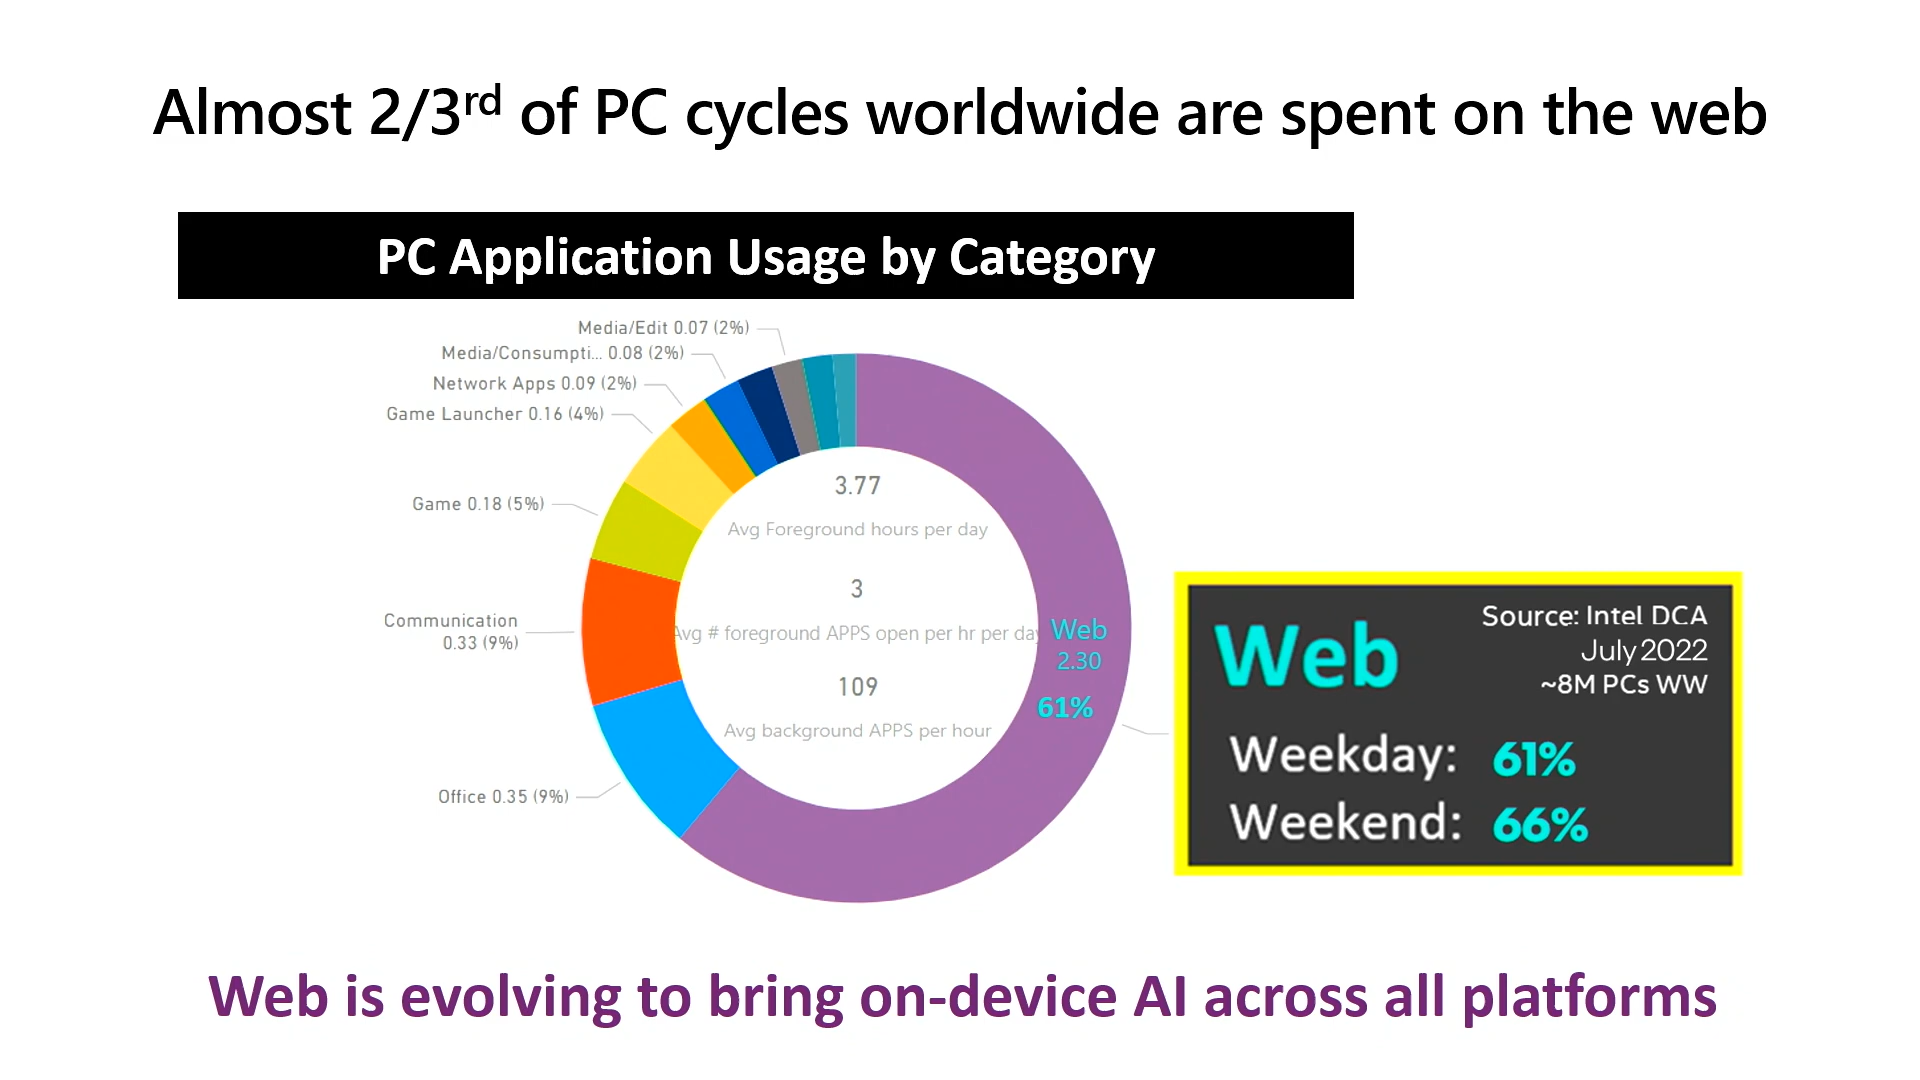 Almost 2/3rd of PC cycles worldwide are spent on the web
PC Application Usage by Category
Media/Edit 0.07 (2%)
Media/Consumpti... 0.08 (2%)
Network Apps 0.09 (2%)
Game Launcher 0.16 (4%)
Game 0.18 (5%)
Communication
0.33 (9%)
Office 0.35 (9%)
3.77
Avg Foreground hours per day
3
Avg # foreground APPS open per hr per day
109
Avg background APPS per hour
Web
2.30
61%
Web
Source: Intel DCA
July 2022
~8M PCs WW
Weekday: 61%
Weekend: 66%
Web is evolving to bring on-device AI across all platforms